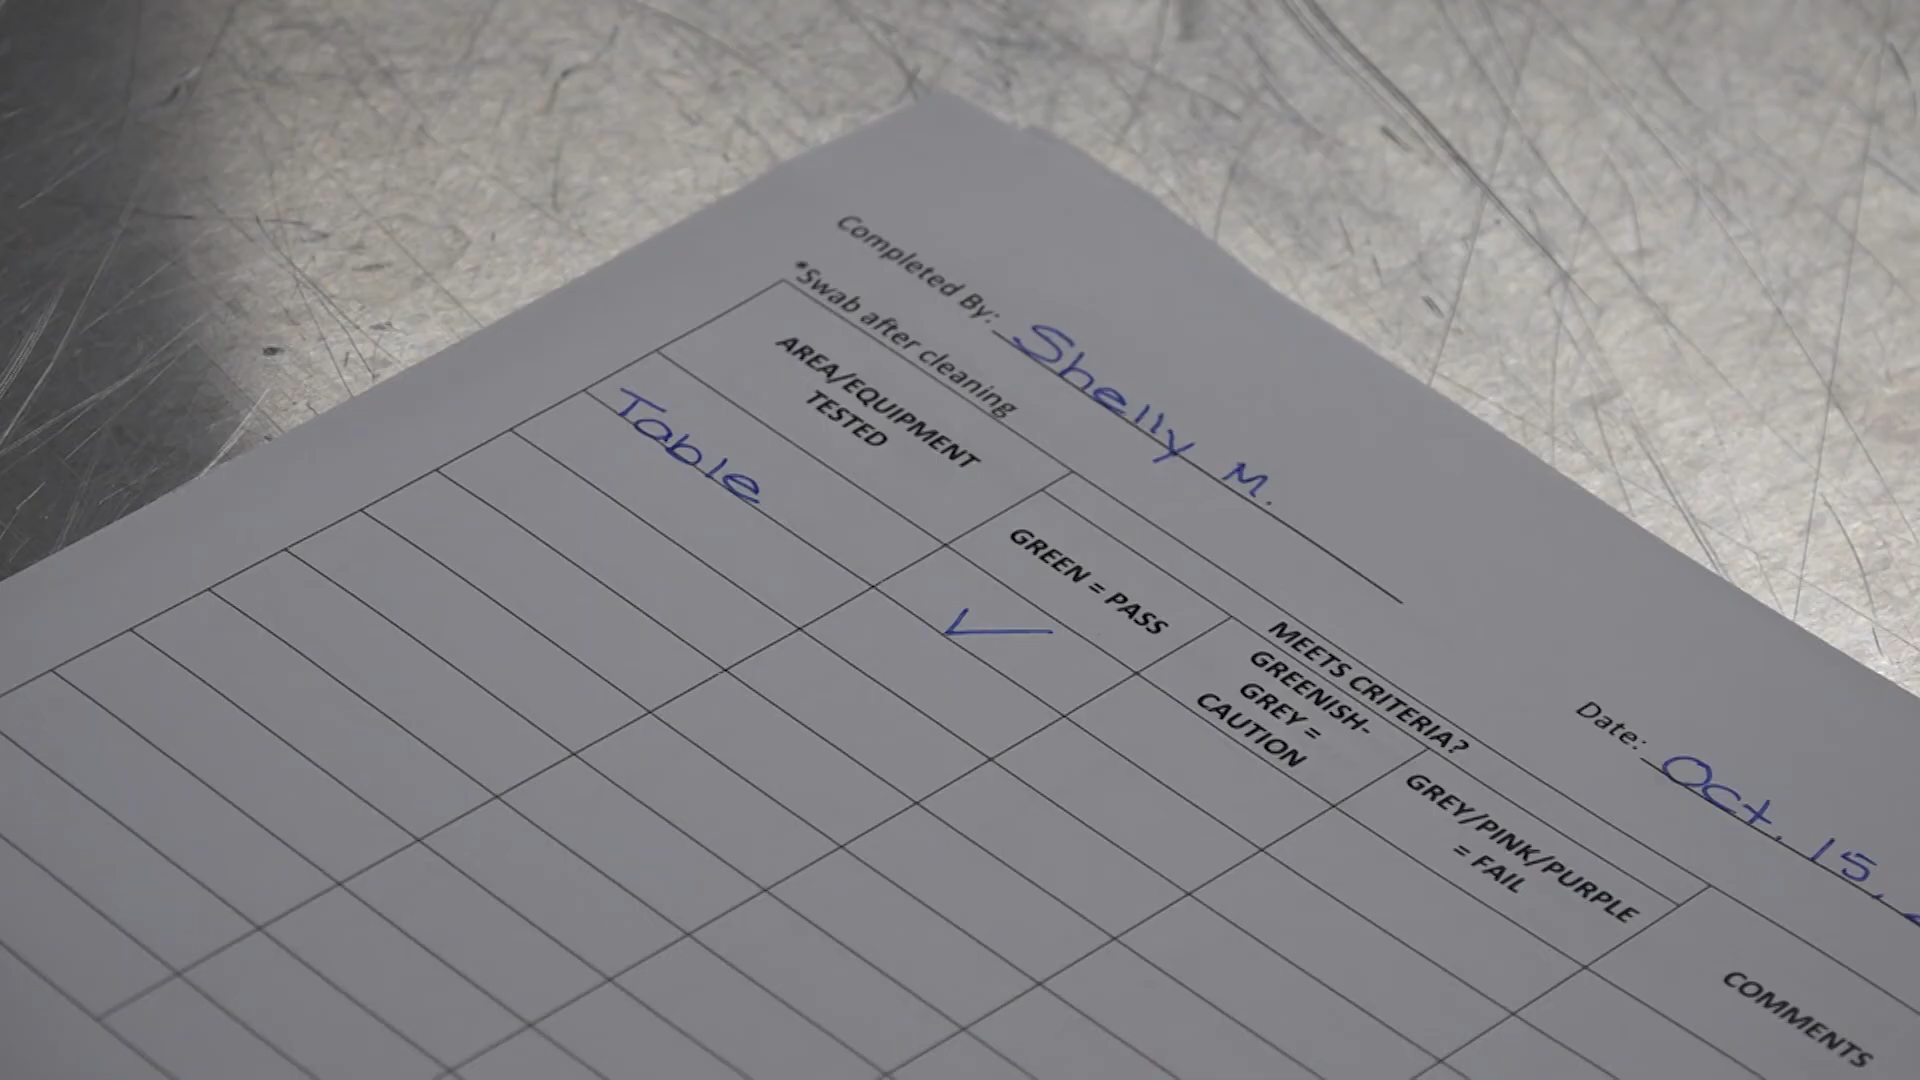 Completed By: Shelly M.
Date: Oct. 15,
*Swab after cleaning
AREA/EQUIPMENT
TESTED
MEETS CRITERIA?
GREEN = PASS
GREENISH-
GREY =
CAUTION
GREY/PINK/PURPLE
= FAIL
COMMENTS
Table
✓